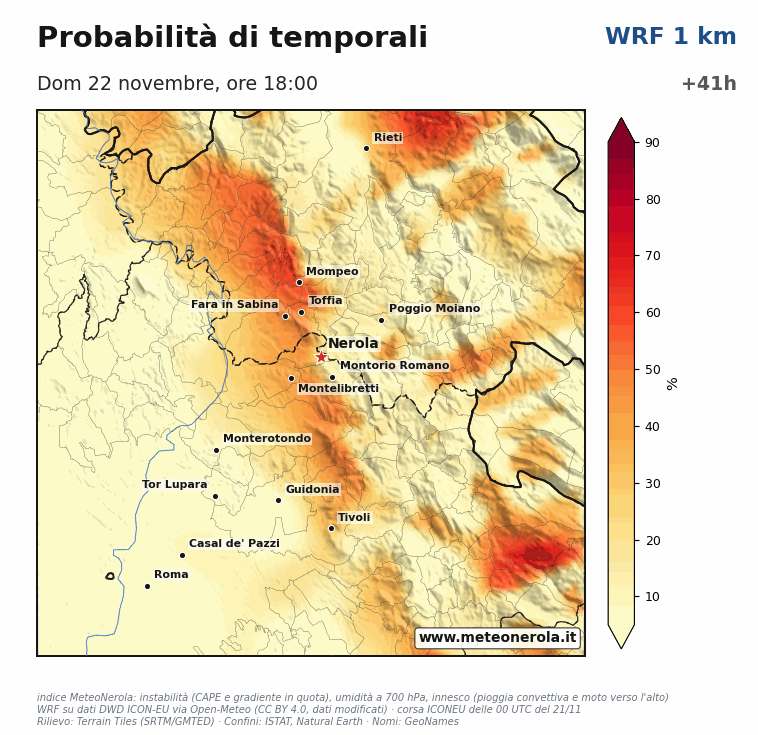 Probabilità di temporali
WRF 1 km
Dom 22 novembre, ore 18:00
+41h
Rieti
90
80
70
60
50
40
30
20
10
%
Mompeo
Fara in Sabina
Toffia
Poggio Moiano
Nerola
Montorio Romano
Montelibretti
Monterotondo
Tor Lupara
Guidonia
Tivoli
Casal de' Pazzi
Roma
www.meteonerola.it
indice MeteoNerola: instabilità (CAPE e gradiente in quota), umidità a 700 hPa, innesco (pioggia convettiva e moto verso l'alto)
WRF su dati DWD ICON-EU via Open-Meteo (CC BY 4.0, dati modificati) · corsa ICONEU delle 00 UTC del 21/11
Rilievo: Terrain Tiles (SRTM/GMTED) · Confini: ISTAT, Natural Earth · Nomi: GeoNames